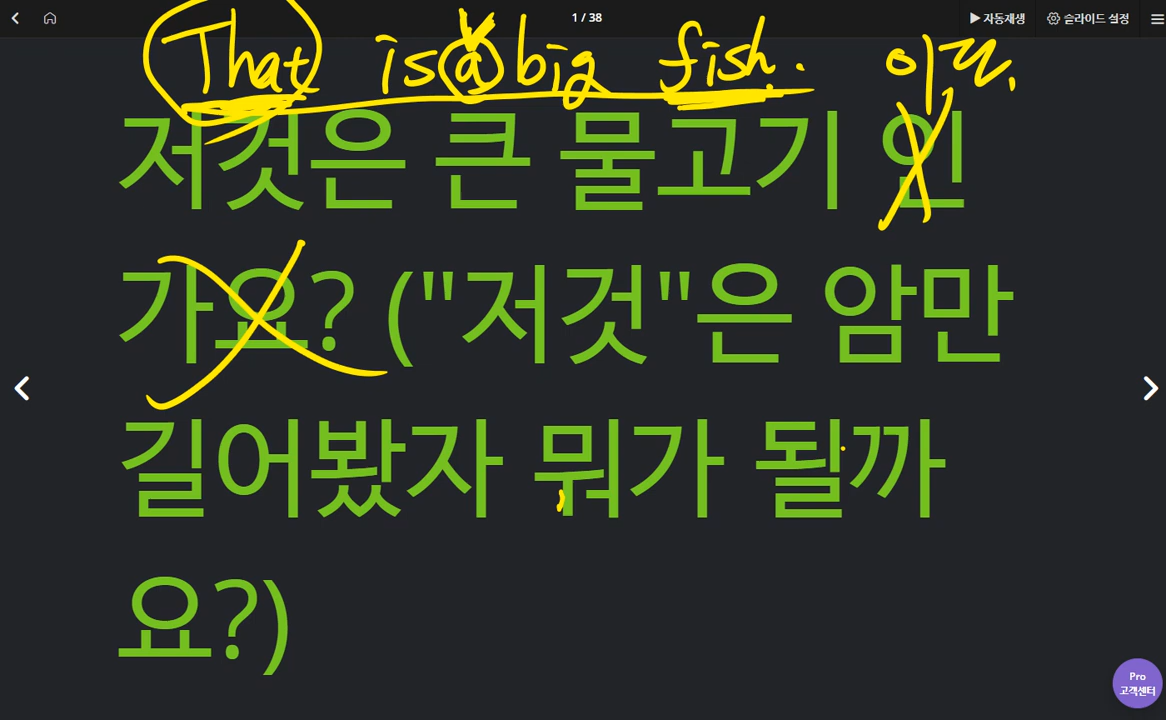 1 / 38
자동재생
슬라이드 설정
That is a big fish. 이다.
저것은 큰 물고기 인
가요? ("저것"은 암만
길어봤자 뭐가 될까
요?)
Pro
고객센터